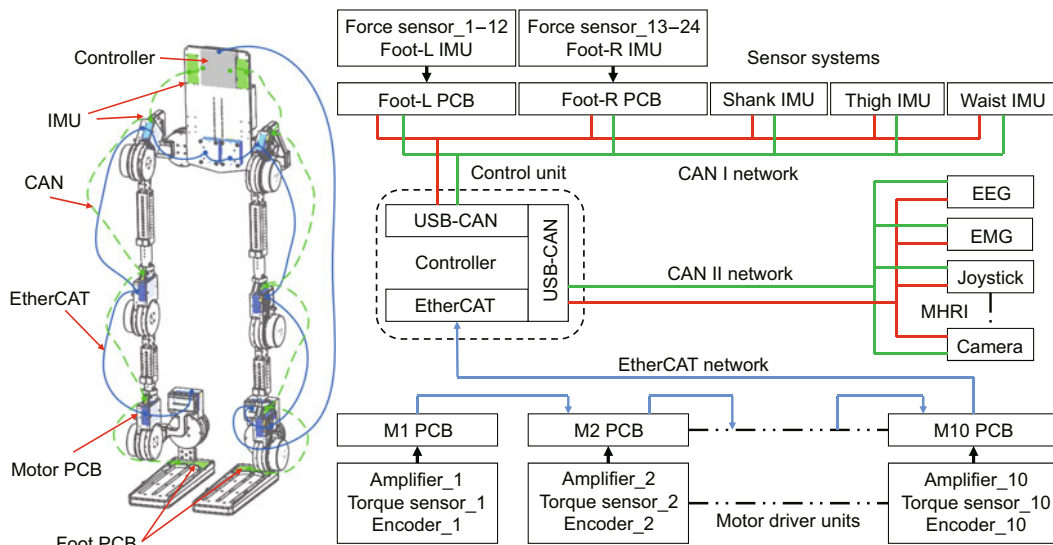 Controller
IMU
CAN
EtherCAT
Motor PCB
Foot PCB
Force sensor_1–12
Foot-L IMU
Force sensor_13–24
Foot-R IMU
Sensor systems
Foot-L PCB
Foot-R PCB
Shank IMU
Thigh IMU
Waist IMU
Control unit
CAN I network
USB-CAN
Controller
EtherCAT
USB-CAN
CAN II network
EEG
EMG
Joystick
MHRI
Camera
EtherCAT network
M1 PCB
M2 PCB
M10 PCB
Amplifier_1
Torque sensor_1
Encoder_1
Amplifier_2
Torque sensor_2
Encoder_2
Motor driver units
Amplifier_10
Torque sensor_10
Encoder_10